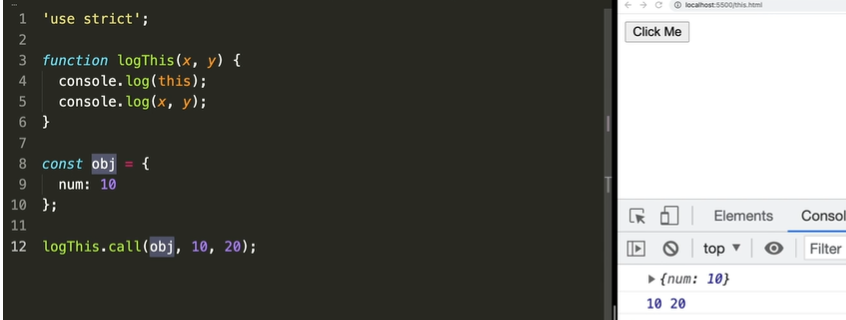 1 'use strict';
2
3 function logThis(x, y) {
4   console.log(this);
5   console.log(x, y);
6 }
7
8 const obj = {
9   num: 10
10 };
11
12 logThis.call(obj, 10, 20);
localhost:5500/this.html
Click Me
Elements Consol
top ▼ Filter
▶ {num: 10}
10 20